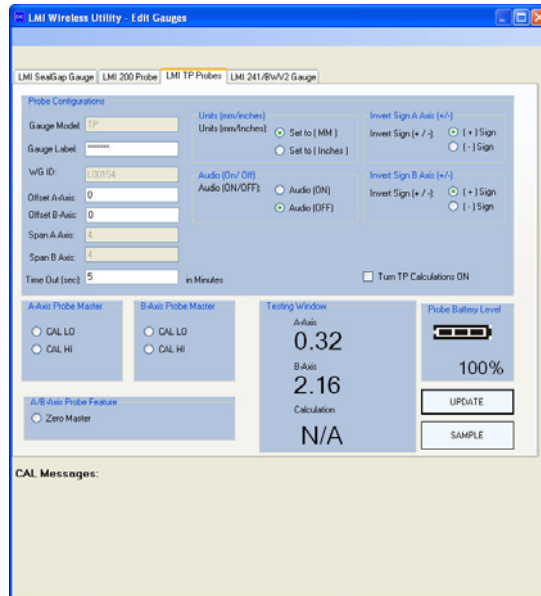 LMI Wireless Utility - Edit Gauges
LMI SealGap Gauge LMI 200 Probe LMI TP Probes LMI 241/BWV2 Gauge
Probe Configurations
Gauge Model: TP
Gauge Label: ******
WG ID: L00154
Offset A-Axis: 0
Offset B-Axis: 0
Span A Axis: 4
Span B Axis: 4
Time Out (sec): 5 in Minutes
Units (mm/inches)
Units (mm/Inches): Set to ( MM )
Set to ( Inches )
Audio (On/ Off)
Audio (ON/OFF): Audio (ON)
Audio (OFF)
Invert Sign A Axis (+/-)
Invert Sign (+ / -): ( + ) Sign
( - ) Sign
Invert Sign B Axis (+/-)
Invert Sign (+ / -): ( + ) Sign
( - ) Sign
Turn TP Calculations ON
A-Axis Probe Master
CAL LO
CAL HI
B-Axis Probe Master
CAL LO
CAL HI
A/B-Axis Probe Feature
Zero Master
Testing Window
A-Axis
0.32
B-Axis
2.16
Calculation
N/A
Probe Battery Level
100%
UPDATE
SAMPLE
CAL Messages: